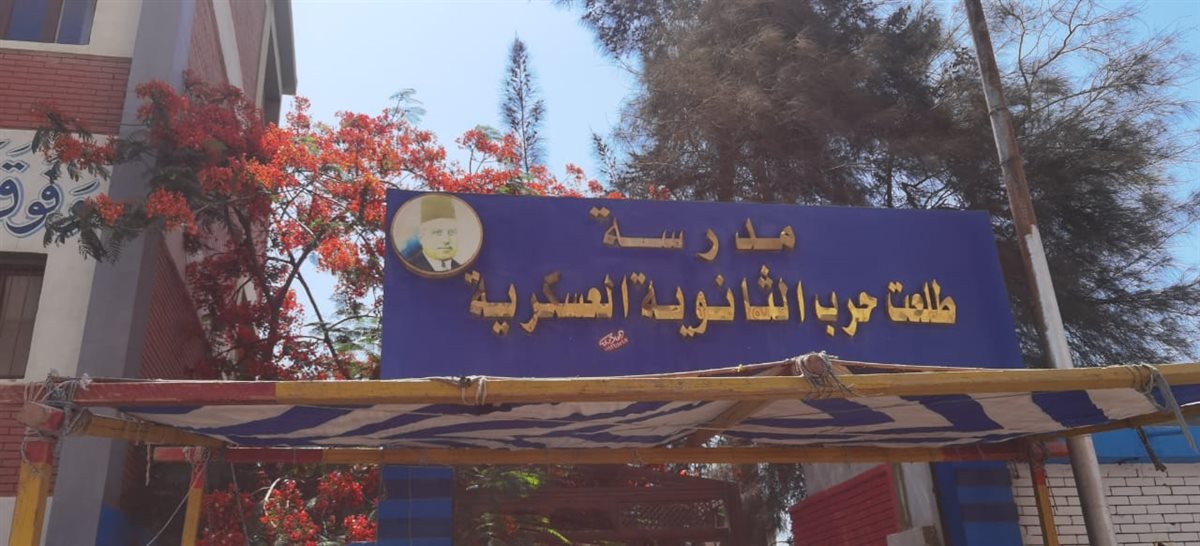 مدرسة
طلعت حرب الثانوية العسكرية